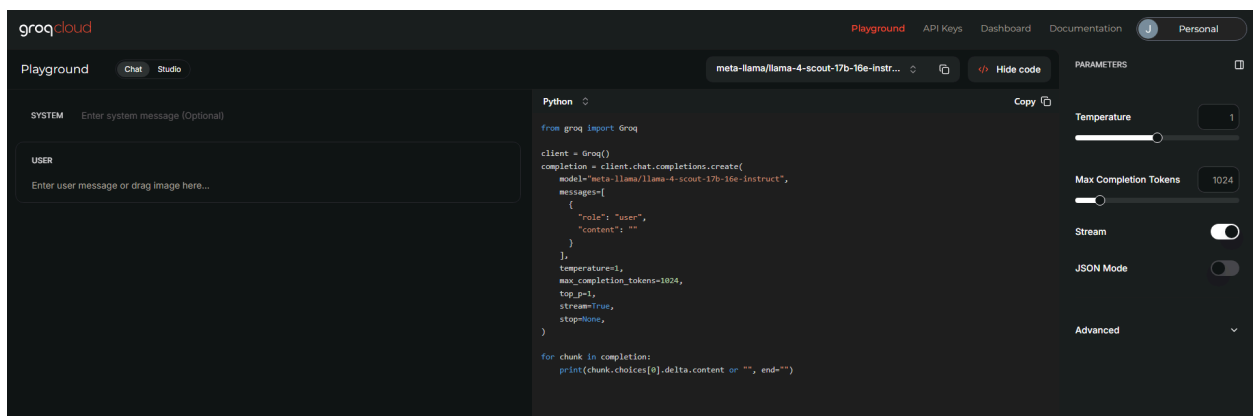 groqcloud
Playground API Keys Dashboard Documentation J Personal
Playground Chat Studio
meta-llama/llama-4-scout-17b-16e-instr... </> Hide code
SYSTEM Enter system message (Optional)
USER
Enter user message or drag image here...
Python Copy
from groq import Groq
client = Groq()
completion = client.chat.completions.create(
    model="meta-llama/llama-4-scout-17b-16e-instruct",
    messages=[
      {
        "role": "user",
        "content": ""
      }
    ],
    temperature=1,
    max_completion_tokens=1024,
    top_p=1,
    stream=True,
    stop=None,
)
for chunk in completion:
    print(chunk.choices[0].delta.content or "", end="")
PARAMETERS
Temperature 1
Max Completion Tokens 1024
Stream
JSON Mode
Advanced